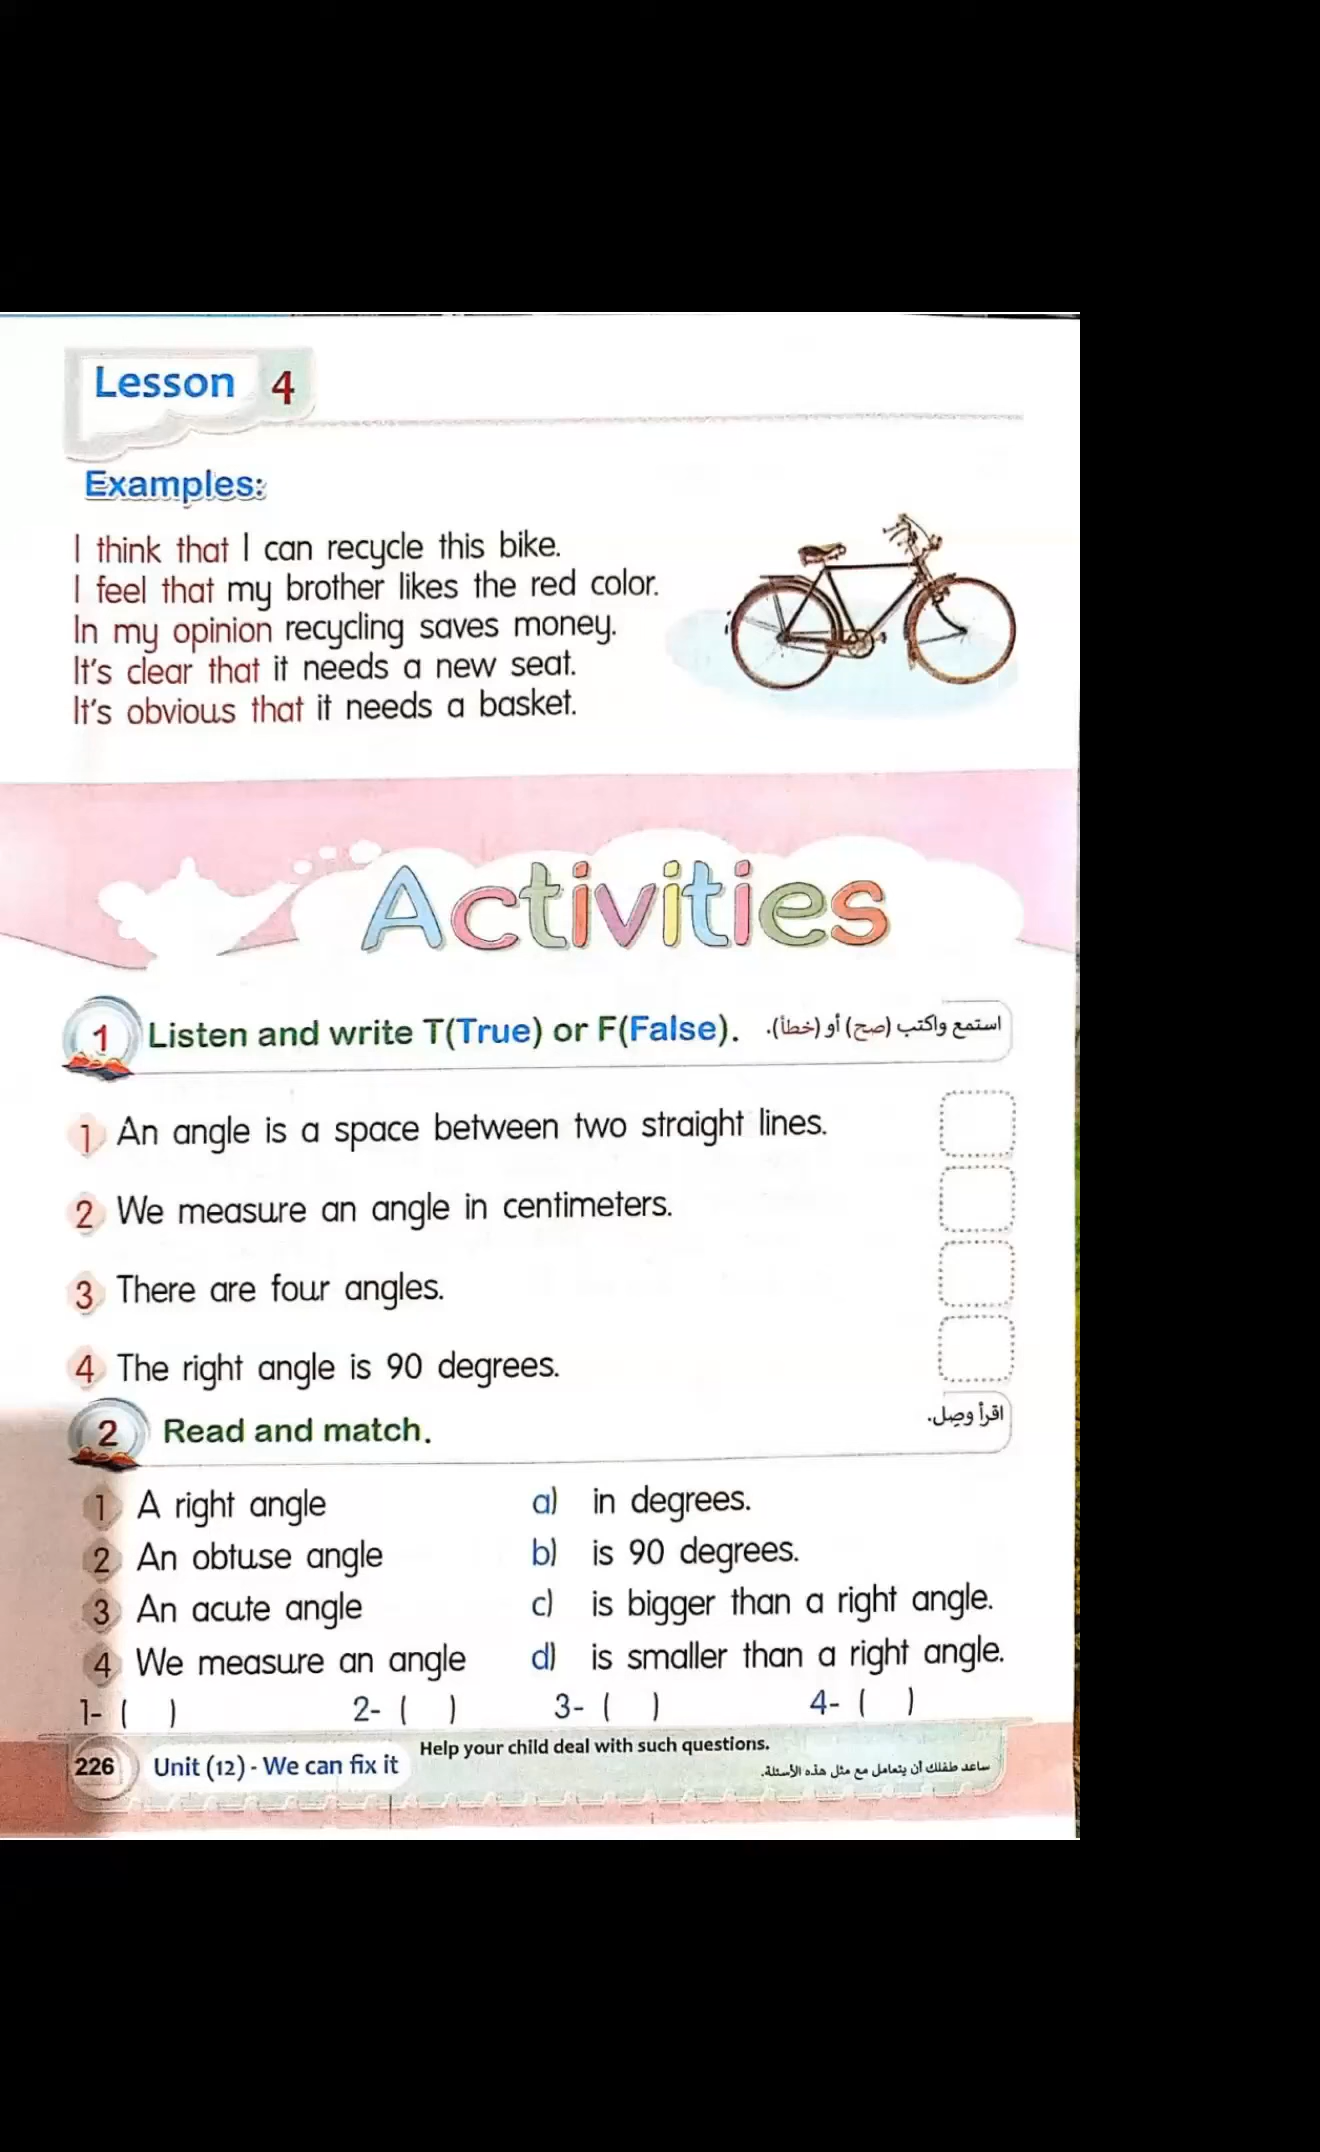 Lesson 4
Examples:
I think that I can recycle this bike.
I feel that my brother likes the red color.
In my opinion recycling saves money.
It's clear that it needs a new seat.
It's obvious that it needs a basket.
Activities
1 Listen and write T(True) or F(False). استمع واكتب (صح) أو (خطأ).
1 An angle is a space between two straight lines.
2 We measure an angle in centimeters.
3 There are four angles.
4 The right angle is 90 degrees.
2 Read and match. اقرأ وصل.
1 A right angle a) in degrees.
2 An obtuse angle b) is 90 degrees.
3 An acute angle c) is bigger than a right angle.
4 We measure an angle d) is smaller than a right angle.
1- ( ) 2- ( ) 3- ( ) 4- ( )
226 Unit (12) - We can fix it Help your child deal with such questions.
ساعد طفلك أن يتعامل مع مثل هذه الأسئلة.